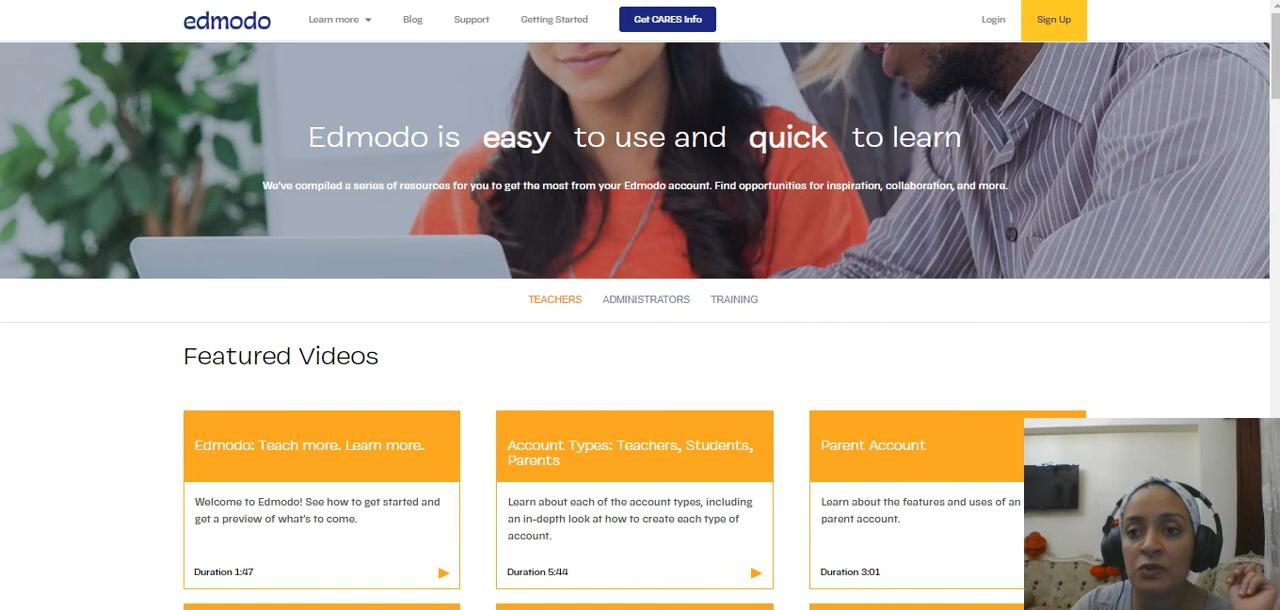 edmodo
Learn more
Blog
Support
Getting Started
Get CARES Info
Login
Sign Up
Edmodo is easy to use and quick to learn
We've compiled a series of resources for you to get the most from your Edmodo account. Find opportunities for inspiration, collaboration, and more.
TEACHERS
ADMINISTRATORS
TRAINING
Featured Videos
Edmodo: Teach more. Learn more.
Welcome to Edmodo! See how to get started and
get a preview of what's to come.
Duration 1:47
Account Types: Teachers, Students,
Parents
Learn about each of the account types, including
an in-depth look at how to create each type of
account.
Duration 5:44
Parent Account
Learn about the features and uses of an
parent account.
Duration 3:01